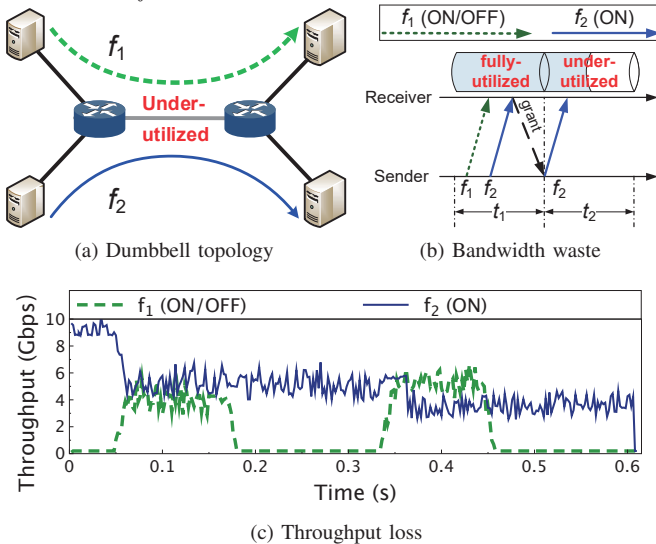 f1
Under-
utilized
f2
(a) Dumbbell topology
f1 (ON/OFF) f2 (ON)
fully- under-
utilized utilized
Receiver
grant
Sender
f1 f2 f2
t1 t2
(b) Bandwidth waste
f1 (ON/OFF) f2 (ON)
Throughput (Gbps)
10
8
6
4
2
0
0 0.1 0.2 0.3 0.4 0.5 0.6
Time (s)
(c) Throughput loss